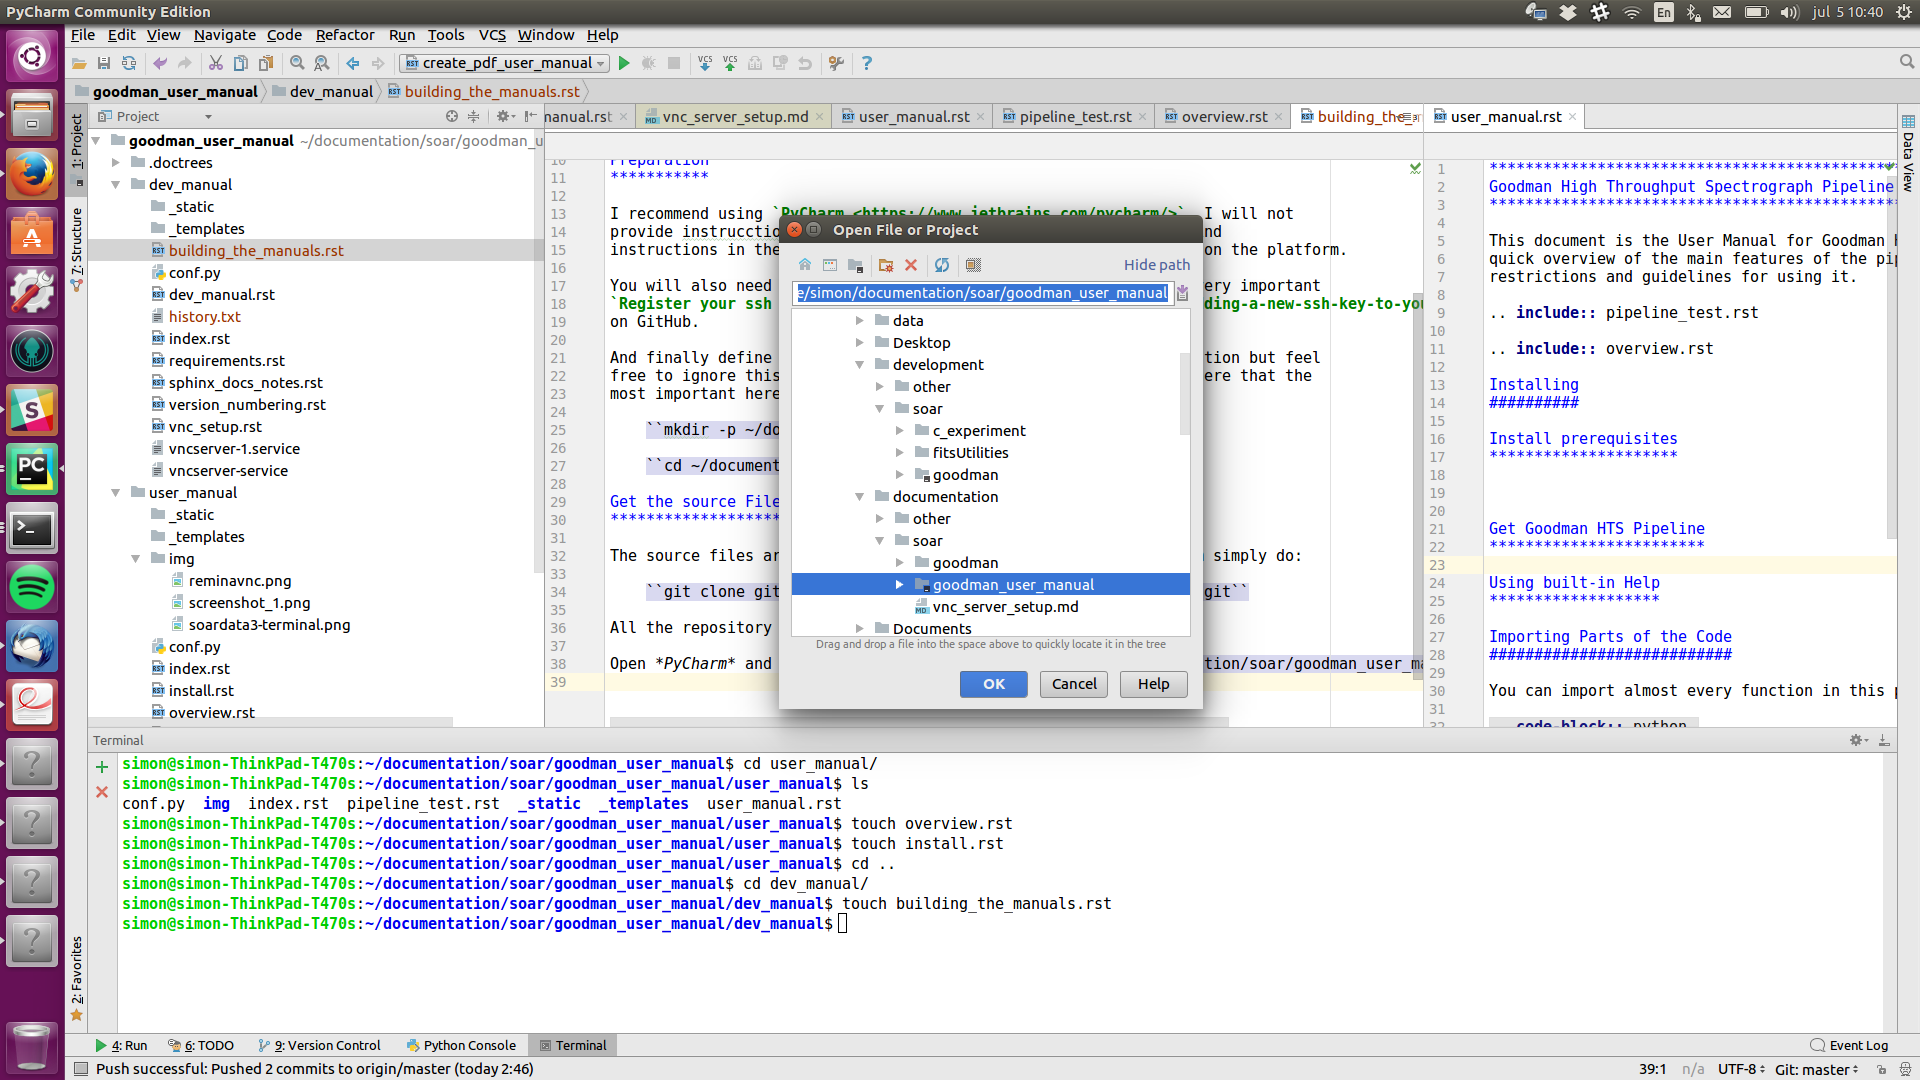 PyCharm Community Edition
En
jul 5 10:40
File Edit View Navigate Code Refactor Run Tools VCS Window Help
create_pdf_user_manual
VCS VCS
goodman_user_manual dev_manual building_the_manuals.rst
1: Project
7: Structure
2: Favorites
Project
goodman_user_manual ~/documentation/soar/goodman_u
.doctrees
dev_manual
_static
_templates
building_the_manuals.rst
conf.py
dev_manual.rst
history.txt
index.rst
requirements.rst
sphinx_docs_notes.rst
version_numbering.rst
vnc_setup.rst
vncserver-1.service
vncserver-service
user_manual
_static
_templates
img
reminavnc.png
screenshot_1.png
soardata3-terminal.png
conf.py
index.rst
install.rst
overview.rst
manual.rst vnc_server_setup.md user_manual.rst pipeline_test.rst overview.rst building_the user_manual.rst
10 Preparation
11 ***********
12
13 I recommend using `PyCharm <https://www.jetbrains.com/pycharm/>` I will not
14 provide instrucctio nd
15 instructions in the on the platform.
16
17 You will also need ery important
18 `Register your ssh ding-a-new-ssh-key-to-you
19 on GitHub.
20
21 And finally define tion but feel
22 free to ignore this ere that the
23 most important here
24
25 ``mkdir -p ~/do
26
27 ``cd ~/document
28
29 Get the source File
30 *******************
31
32 The source files ar simply do:
33
34 ``git clone git git``
35
36 All the repository
37
38 Open *PyCharm* and tion/soar/goodman_user_ma
39
Open File or Project
Hide path
e/simon/documentation/soar/goodman_user_manual
data
Desktop
development
other
soar
c_experiment
fitsUtilities
goodman
documentation
other
soar
goodman
goodman_user_manual
vnc_server_setup.md
Documents
Drag and drop a file into the space above to quickly locate it in the tree
OK Cancel Help
1 **********************************************
2 Goodman High Throughput Spectrograph Pipeline
3 **********************************************
4
5 This document is the User Manual for Goodman H
6 quick overview of the main features of the pip
7 restrictions and guidelines for using it.
8
9 .. include:: pipeline_test.rst
10
11 .. include:: overview.rst
12
13 Installing
14 ##########
15
16 Install prerequisites
17 *********************
18
19
20
21 Get Goodman HTS Pipeline
22 ************************
23
24 Using built-in Help
25 *******************
26
27 Importing Parts of the Code
28 ###########################
29
30 You can import almost every function in this p
31
32 .. code-block:: python
Data View
Terminal
simon@simon-ThinkPad-T470s:~/documentation/soar/goodman_user_manual$ cd user_manual/
simon@simon-ThinkPad-T470s:~/documentation/soar/goodman_user_manual/user_manual$ ls
conf.py img index.rst pipeline_test.rst _static _templates user_manual.rst
simon@simon-ThinkPad-T470s:~/documentation/soar/goodman_user_manual/user_manual$ touch overview.rst
simon@simon-ThinkPad-T470s:~/documentation/soar/goodman_user_manual/user_manual$ touch install.rst
simon@simon-ThinkPad-T470s:~/documentation/soar/goodman_user_manual/user_manual$ cd ..
simon@simon-ThinkPad-T470s:~/documentation/soar/goodman_user_manual$ cd dev_manual/
simon@simon-ThinkPad-T470s:~/documentation/soar/goodman_user_manual/dev_manual$ touch building_the_manuals.rst
simon@simon-ThinkPad-T470s:~/documentation/soar/goodman_user_manual/dev_manual$
4: Run 6: TODO 9: Version Control Python Console Terminal Event Log
Push successful: Pushed 2 commits to origin/master (today 2:46) 39:1 n/a UTF-8 Git: master